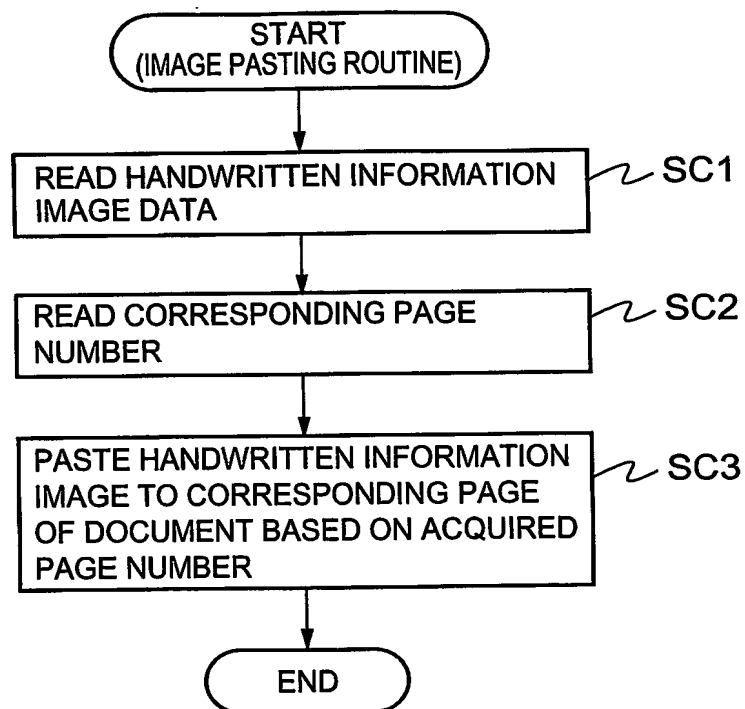 START
(IMAGE PASTING ROUTINE)
READ HANDWRITTEN INFORMATION
IMAGE DATA
SC1
READ CORRESPONDING PAGE
NUMBER
SC2
PASTE HANDWRITTEN INFORMATION
IMAGE TO CORRESPONDING PAGE
OF DOCUMENT BASED ON ACQUIRED
PAGE NUMBER
SC3
END